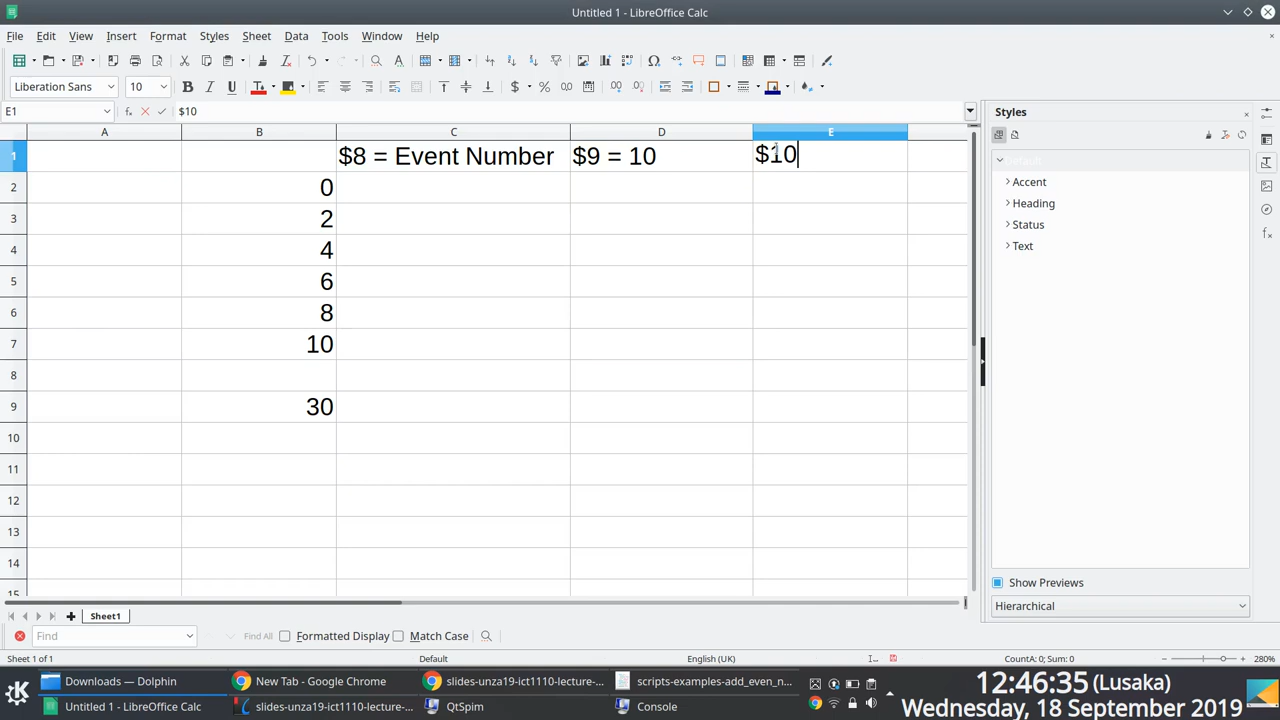 Untitled 1 - LibreOffice Calc
File Edit View Insert Format Styles Sheet Data Tools Window Help
Liberation Sans 10
E1 $10
Styles
A B C D E
1 $8 = Event Number $9 = 10 $10
2 0
3 2
4 4
5 6
6 8
7 10
8
9 30
10
11
12
13
14
15
Default
Accent
Heading
Status
Text
Show Previews
Hierarchical
Sheet1
Find Find All Formatted Display Match Case
Sheet 1 of 1 Default English (UK) CountA: 0; Sum: 0 280%
Downloads — Dolphin New Tab - Google Chrome slides-unza19-ict1110-lecture-... scripts-examples-add_even_n...
Untitled 1 - LibreOffice Calc slides-unza19-ict1110-lecture-... QtSpim Console
12:46:35 (Lusaka)
Wednesday, 18 September 2019